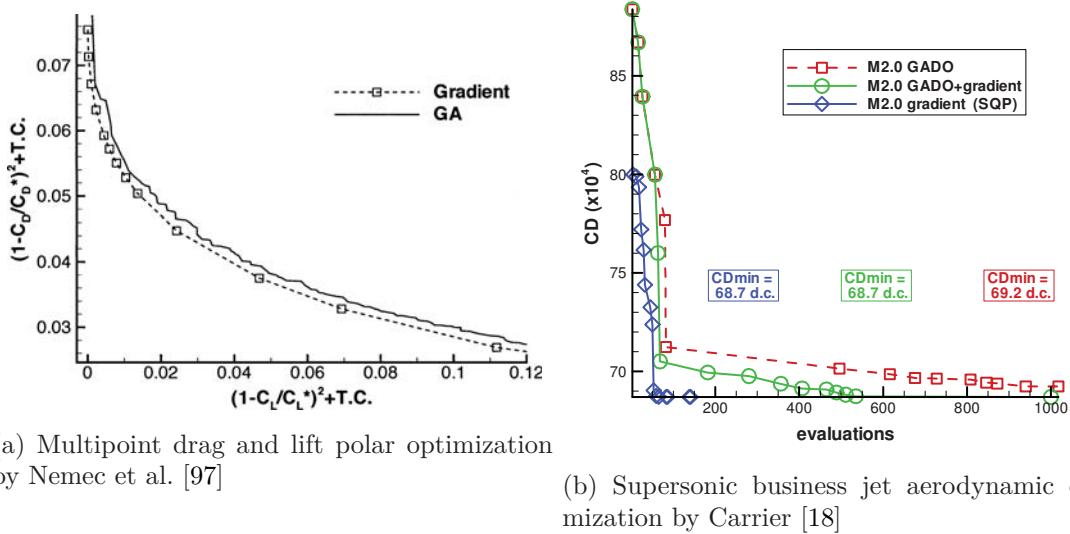 0.07
0.06
0.05
0.04
0.03
(1-C_D/C_D*)²+T.C.
Gradient
GA
0 0.02 0.04 0.06 0.08 0.1 0.12
(1-C_L/C_L*)²+T.C.
a) Multipoint drag and lift polar optimization
by Nemec et al. [97]
85
80
75
70
CD (x10⁴)
M2.0 GADO
M2.0 GADO+gradient
M2.0 gradient (SQP)
CDmin =
68.7 d.c.
CDmin =
68.7 d.c.
CDmin =
69.2 d.c.
200 400 600 800 1000
evaluations
(b) Supersonic business jet aerodynamic
mization by Carrier [18]